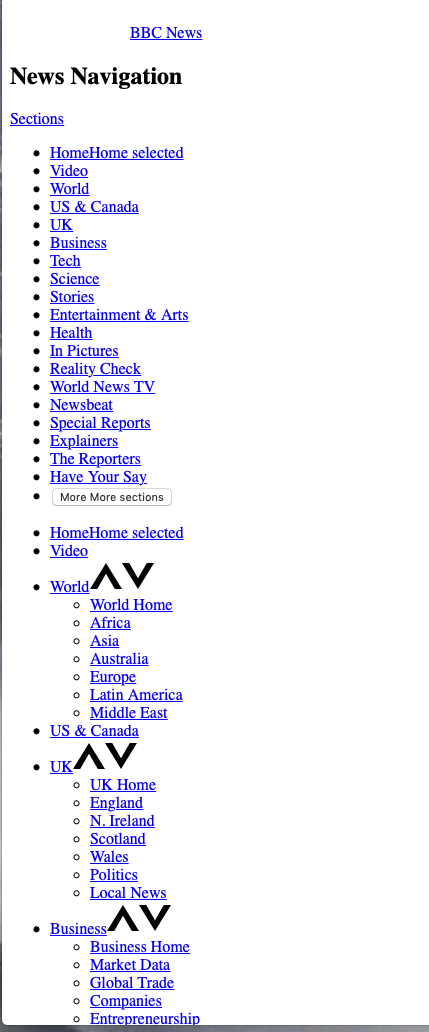 BBC News
News Navigation
Sections
HomeHome selected
Video
World
US & Canada
UK
Business
Tech
Science
Stories
Entertainment & Arts
Health
In Pictures
Reality Check
World News TV
Newsbeat
Special Reports
Explainers
The Reporters
Have Your Say
More More sections
HomeHome selected
Video
World
World Home
Africa
Asia
Australia
Europe
Latin America
Middle East
US & Canada
UK
UK Home
England
N. Ireland
Scotland
Wales
Politics
Local News
Business
Business Home
Market Data
Global Trade
Companies
Entrepreneurship